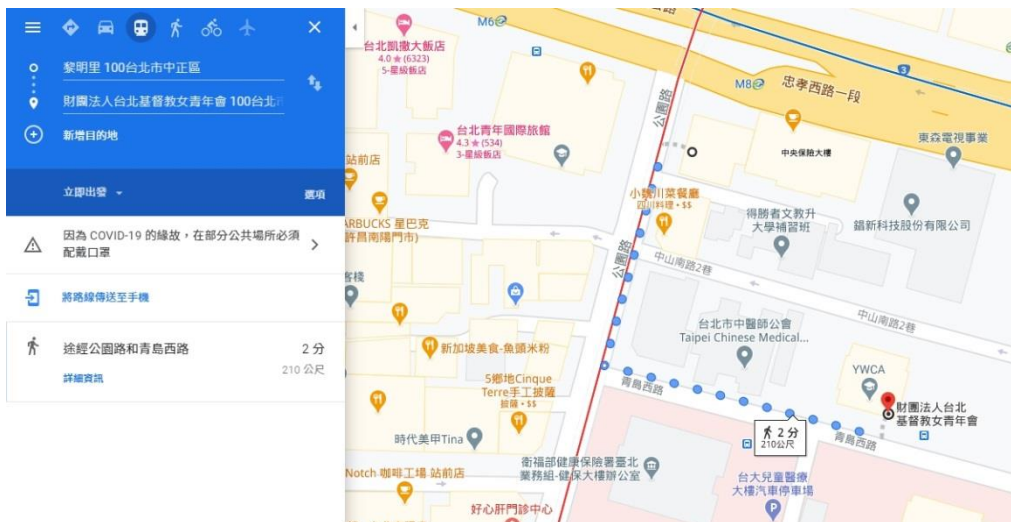 黎明里 100台北市中正區
財團法人台北基督教女青年會 100台北市
新增目的地
立即出發
選項
因為 COVID-19 的緣故，在部分公共場所必須
配戴口罩
將路線傳送至手機
途經公園路和青島西路
2 分
210 公尺
詳細資訊
M6
台北凱撒大飯店
4.0 ★ (6323)
5-星級飯店
M8
忠孝西路一段
3
公園路
台北青年國際旅館
4.3 ★ (534)
3-星級飯店
中央保險大樓
東森電視事業
站前店
小魏川菜餐廳
四川料理・$$
ARBUCKS 星巴克
(許昌南陽門市)
得勝者文教升
大學補習班
鎬新科技股份有限公司
公園路
中山南路2巷
客棧
中山南路2巷
台北市中醫師公會
Taipei Chinese Medical...
新加坡美食-魚頭米粉
YWCA
5鄉地Cinque
Terre手工披薩
披薩・$$
青島西路
財團法人台北
基督教女青年會
2 分
210公尺
青島西路
時代美甲Tina
衛福部健康保險署臺北
業務組-健保大樓辦公室
Notch 咖啡工場 站前店
台大兒童醫療
大樓汽車停車場
P
好心肝門診中心